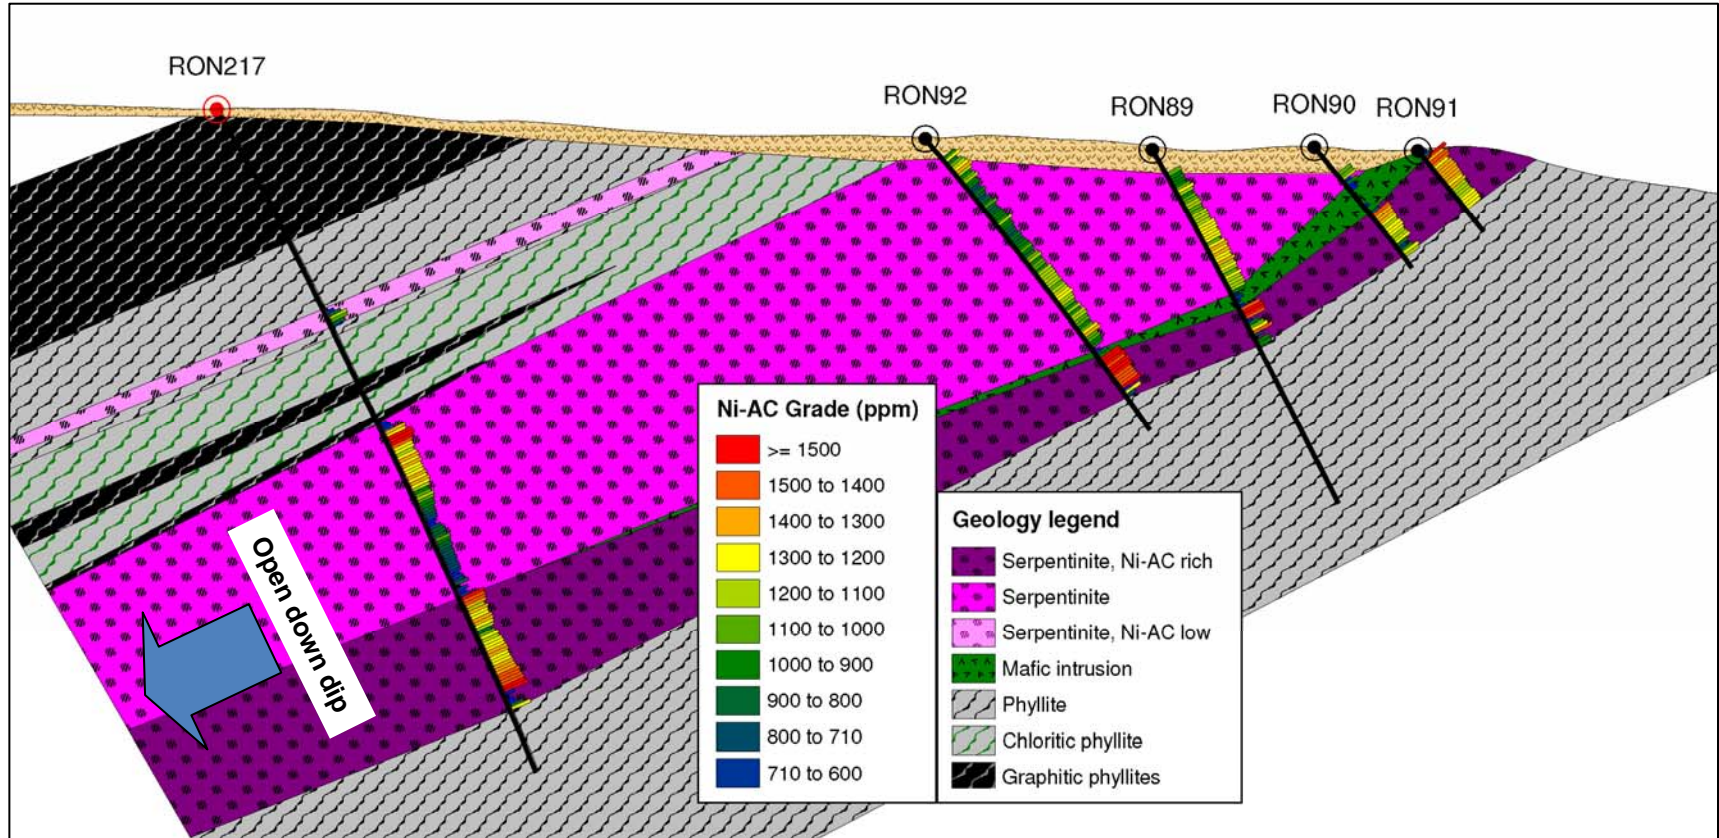 RON217
RON92
RON89
RON90
RON91
Open down dip
Ni-AC Grade (ppm)
>= 1500
1500 to 1400
1400 to 1300
1300 to 1200
1200 to 1100
1100 to 1000
1000 to 900
900 to 800
800 to 710
710 to 600
Geology legend
Serpentinite, Ni-AC rich
Serpentinite
Serpentinite, Ni-AC low
Mafic intrusion
Phyllite
Chloritic phyllite
Graphitic phyllites